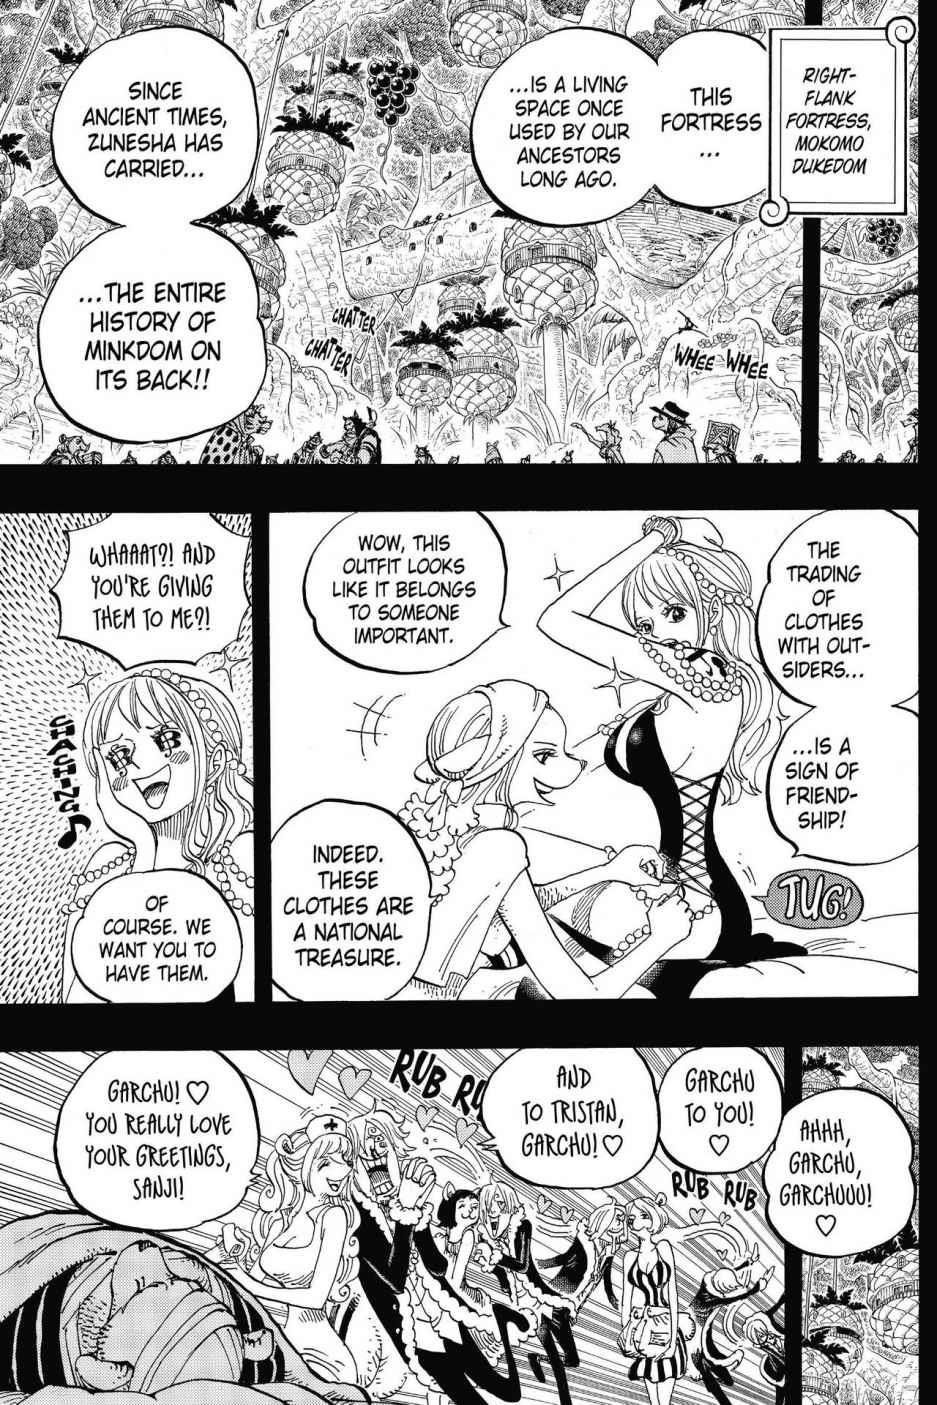 RIGHT-
FLANK
FORTRESS,
MOKOMO
DUKEDOM
THIS
FORTRESS
...
...IS A LIVING
SPACE ONCE
USED BY OUR
ANCESTORS
LONG AGO.
SINCE
ANCIENT TIMES,
ZUNESHA HAS
CARRIED...
...THE ENTIRE
HISTORY OF
MINKDOM ON
ITS BACK!!
CHATTER
CHATTER
WHEE WHEE
THE
TRADING
OF
CLOTHES
WITH OUT-
SIDERS...
...IS A
SIGN OF
FRIEND-
SHIP!
TUG!
WOW, THIS
OUTFIT LOOKS
LIKE IT BELONGS
TO SOMEONE
IMPORTANT.
INDEED.
THESE
CLOTHES ARE
A NATIONAL
TREASURE.
WHAAAT?! AND
YOU'RE GIVING
THEM TO ME?!
CHACHING♪
OF
COURSE. WE
WANT YOU TO
HAVE THEM.
AHHH,
GARCHU,
GARCHUUU!
♡
GARCHU
TO YOU!
♡
RUB RUB
AND
TO TRISTAN,
GARCHU!♡
RUB RU
GARCHU! ♡
YOU REALLY LOVE
YOUR GREETINGS,
SANJI!